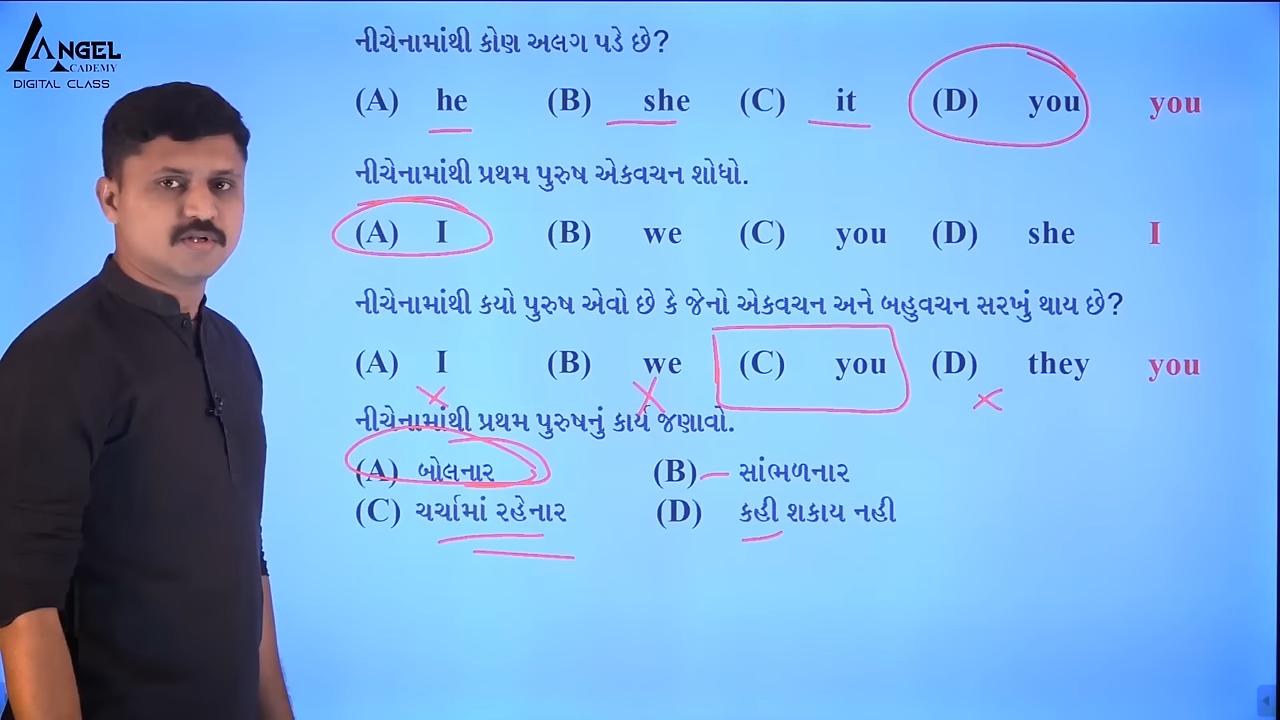 ANGEL
ACADEMY
DIGITAL CLASS
નીચેનામાંથી કોણ અલગ પડે છે?
(A) he (B) she (C) it (D) you you
નીચેનામાંથી પ્રથમ પુરુષ એકવચન શોધો.
(A) I (B) we (C) you (D) she I
નીચેનામાંથી કયો પુરુષ એવો છે કે જેનો એકવચન અને બહુવચન સરખું થાય છે?
(A) I (B) we (C) you (D) they you
નીચેનામાંથી પ્રથમ પુરુષનું કાર્ય જણાવો.
(A) બોલનાર (B) સાંભળનાર
(C) ચર્ચામાં રહેનાર (D) કહી શકાય નહી